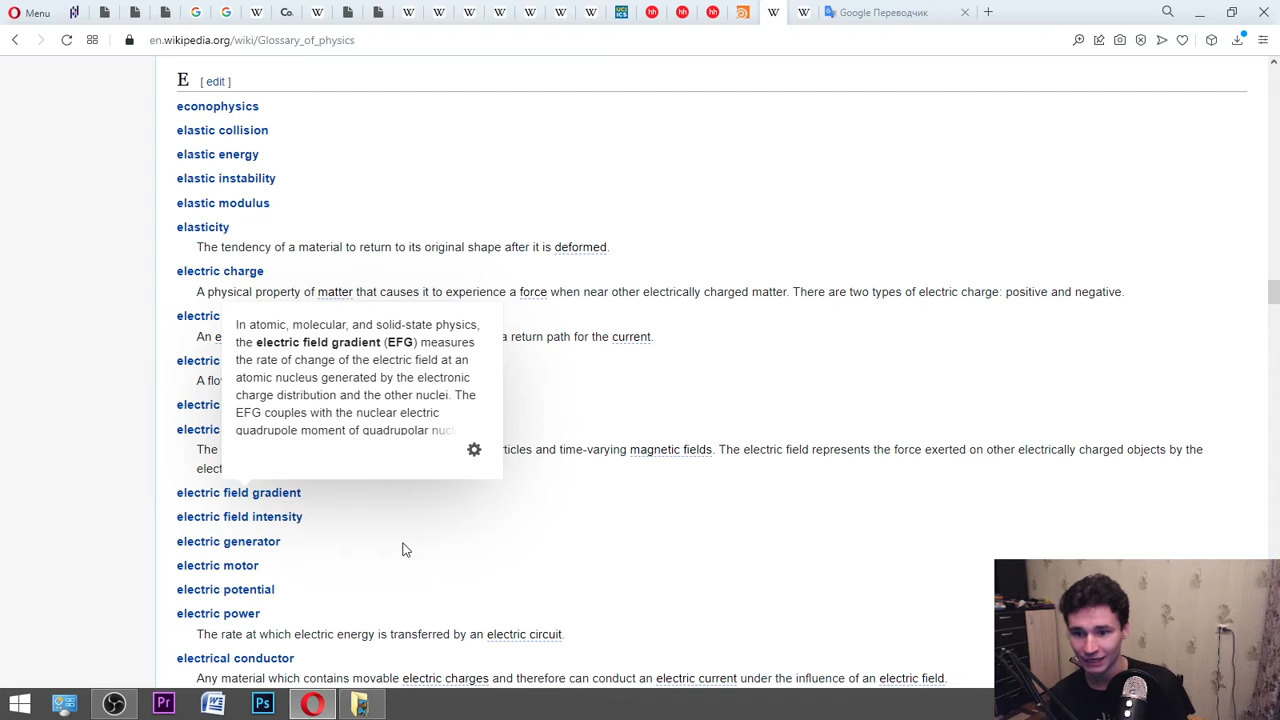 Menu
Co.
hh
hh
hh
UCI
ICS
Google Переводчик
en.wikipedia.org/wiki/Glossary_of_physics
E [ edit ]
econophysics
elastic collision
elastic energy
elastic instability
elastic modulus
elasticity
The tendency of a material to return to its original shape after it is deformed.
electric charge
A physical property of matter that causes it to experience a force when near other electrically charged matter. There are two types of electric charge: positive and negative.
electric
An a return path for the current.
electric
A
electric
electric
The and time-varying magnetic fields. The electric field represents the force exerted on other electrically charged objects by the
In atomic, molecular, and solid-state physics,
the electric field gradient (EFG) measures
the rate of change of the electric field at an
atomic nucleus generated by the electronic
charge distribution and the other nuclei. The
EFG couples with the nuclear electric
quadrupole moment of quadrupolar
electric field gradient
electric field intensity
electric generator
electric motor
electric potential
electric power
The rate at which electric energy is transferred by an electric circuit.
electrical conductor
Any material which contains movable electric charges and therefore can conduct an electric current under the influence of an electric field.
Pr
Ps